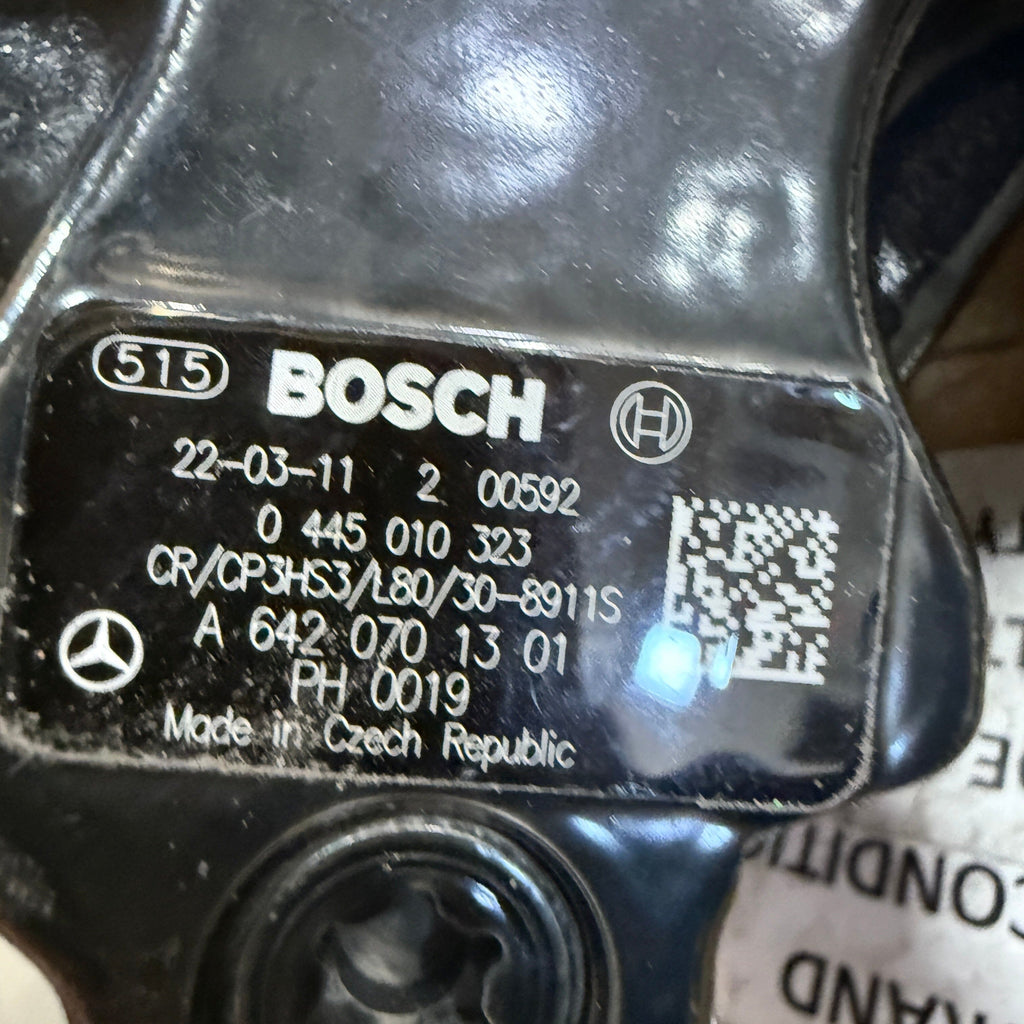 515 BOSCH
22-03-11 2 00592
0 445 010 323
CR/CP3HS3/L80/30-8911S
A 642 070 13 01
PH 0019
Made in Czech Republic